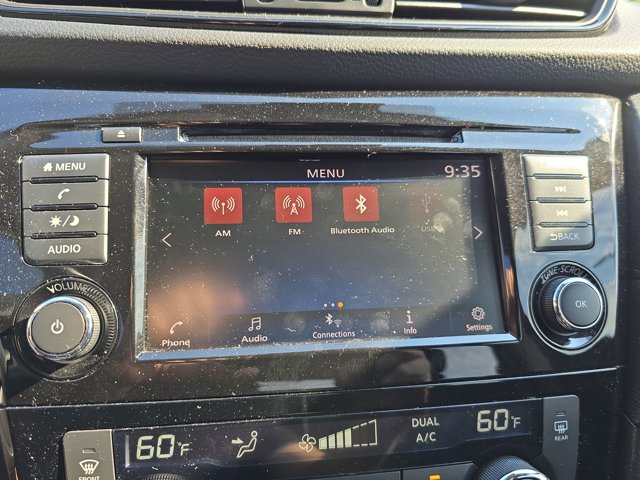 MENU
MENU 9:35
AUDIO
AM FM Bluetooth Audio USB
BACK
VOLUME
TUNE·SCROLL
OK
Phone Audio Connections Info Settings
60°F
DUAL
A/C
60°F
FRONT
REAR